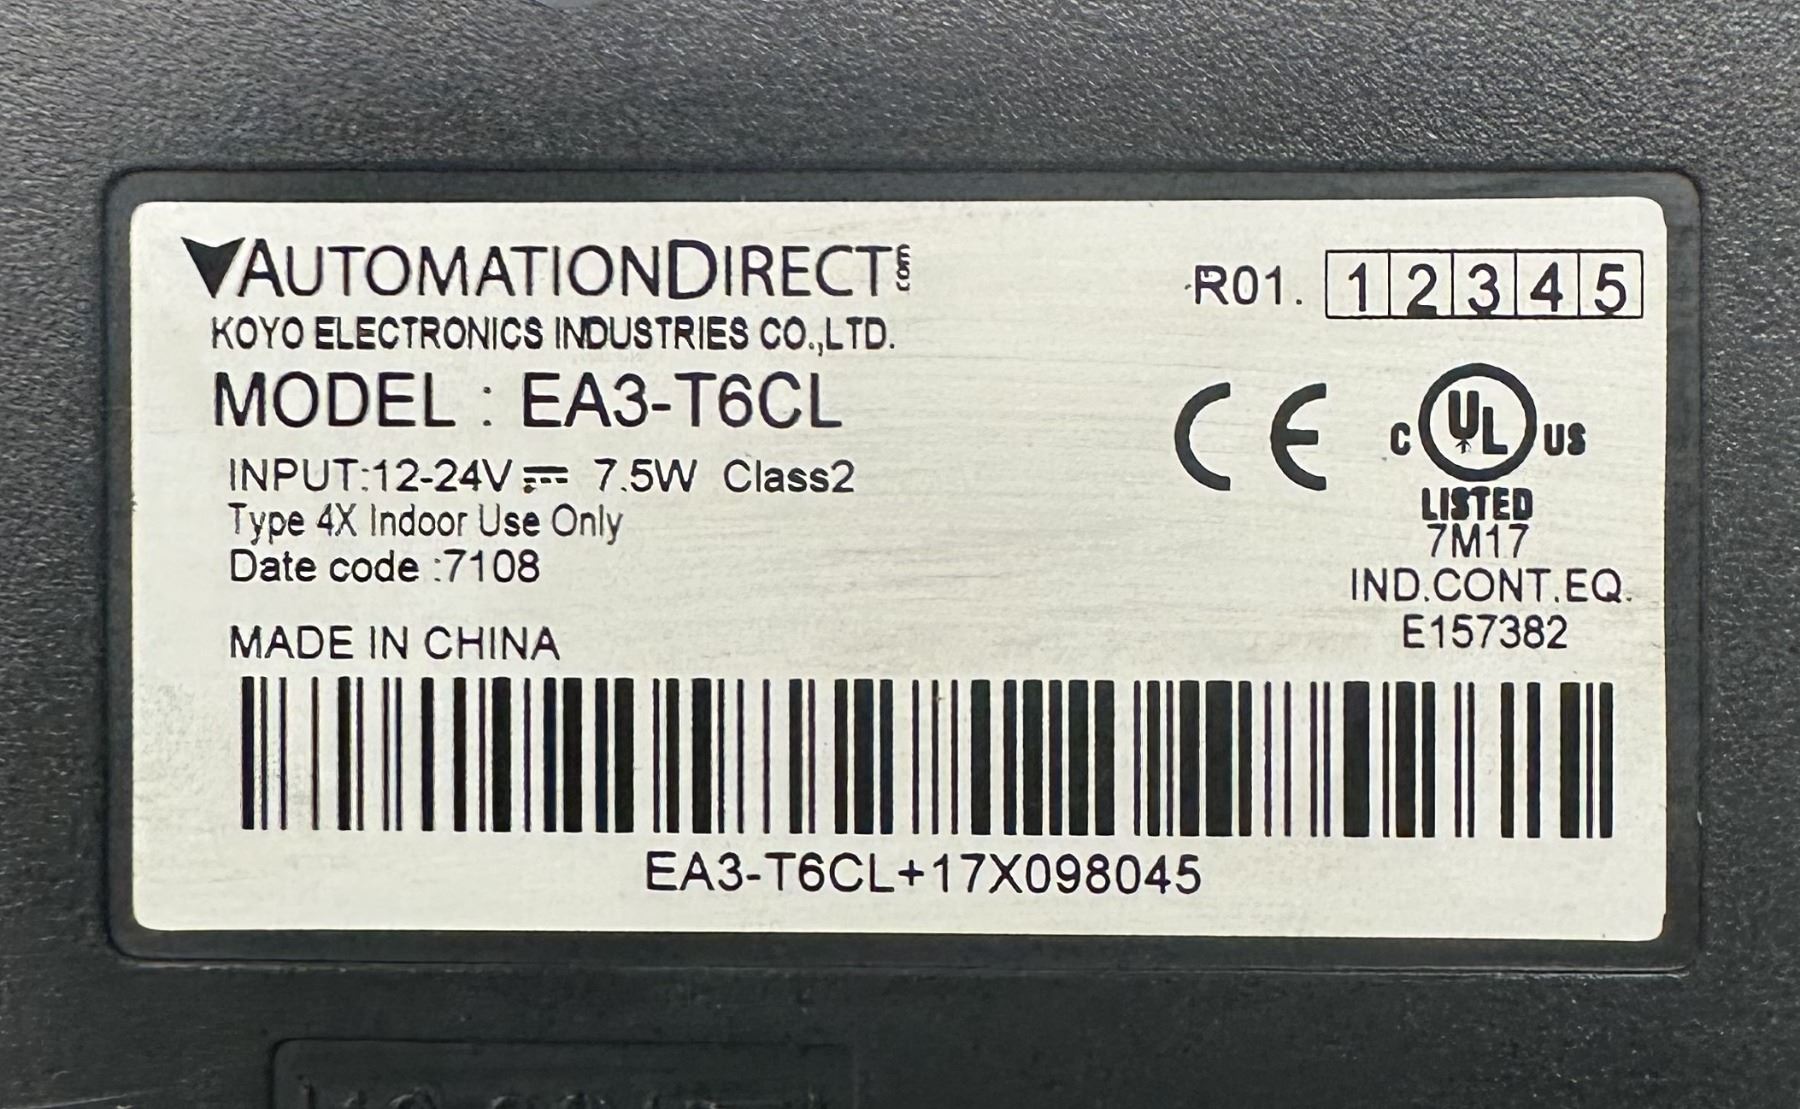 AUTOMATIONDIRECT.com
KOYO ELECTRONICS INDUSTRIES CO.,LTD.
MODEL : EA3-T6CL
INPUT:12-24V⎓ 7.5W Class2
Type 4X Indoor Use Only
Date code :7108
MADE IN CHINA
R01. 1 2 3 4 5
CE
C UL US
LISTED
7M17
IND.CONT.EQ.
E157382
EA3-T6CL+17X098045